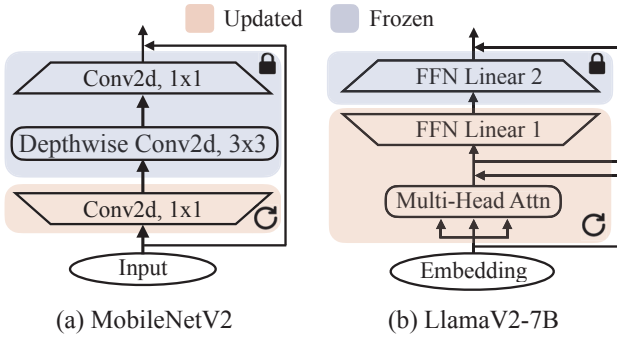 Updated Frozen
Conv2d, 1x1
Depthwise Conv2d, 3x3
Conv2d, 1x1
Input
(a) MobileNetV2
FFN Linear 2
FFN Linear 1
Multi-Head Attn
Embedding
(b) LlamaV2-7B